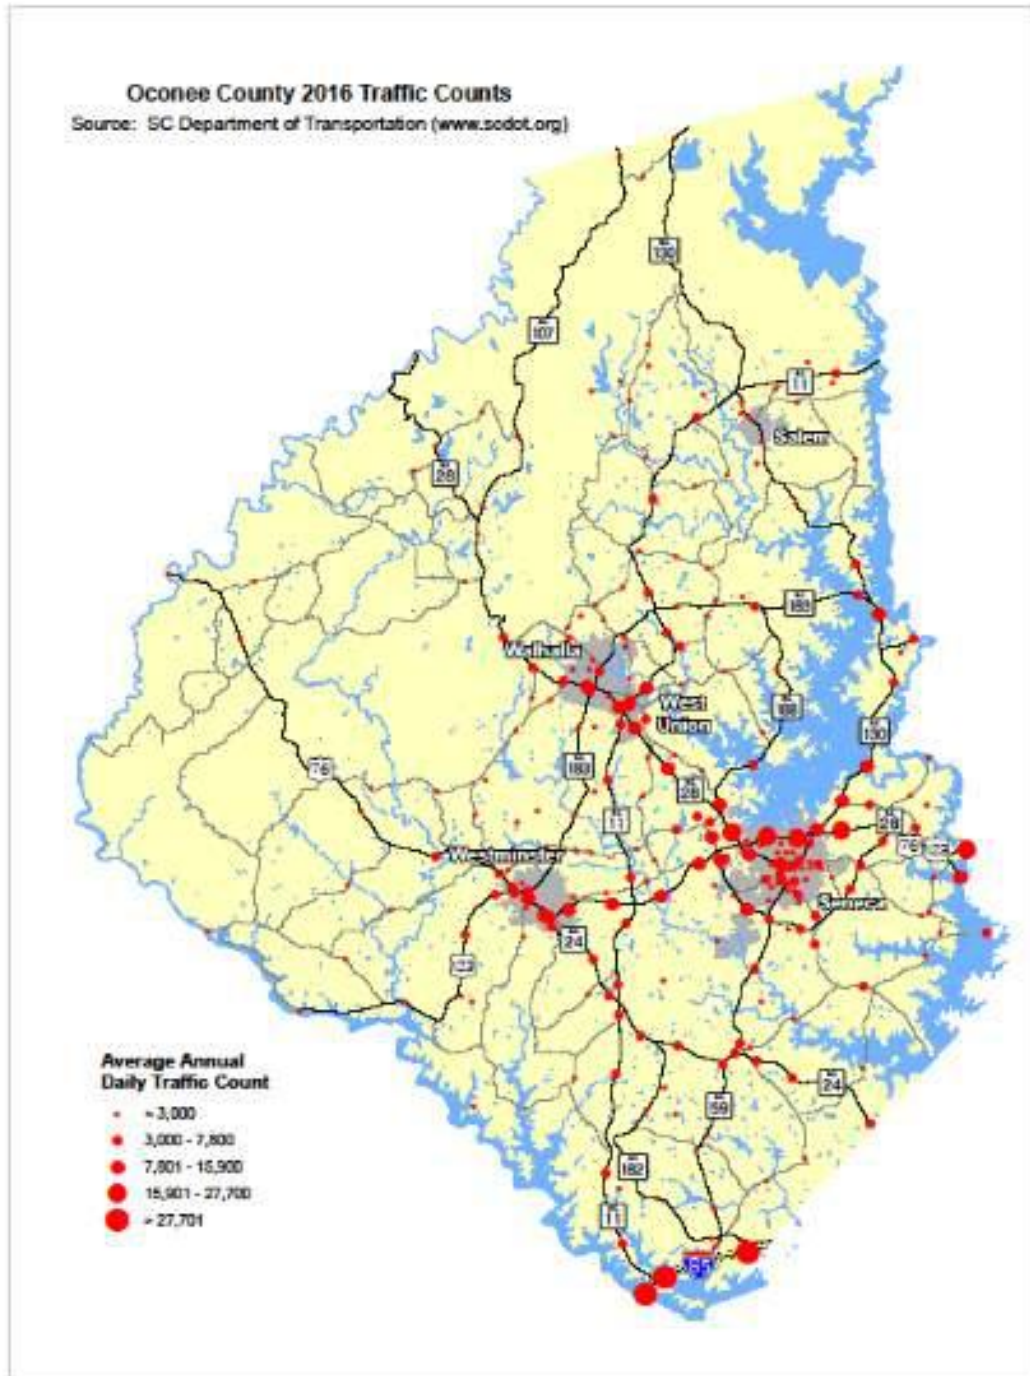 Oconee County 2016 Traffic Counts
Source: SC Department of Transportation (www.scdot.org)
130
107
11
Salem
28
183
Walhalla
West
Union
188
130
76
183
28
11
28
76
123
Westminster
Seneca
24
123
Average Annual
Daily Traffic Count
24
59
3,000
3,000 - 7,800
7,801 - 15,900
15,901 - 27,700
> 27,701
182
11